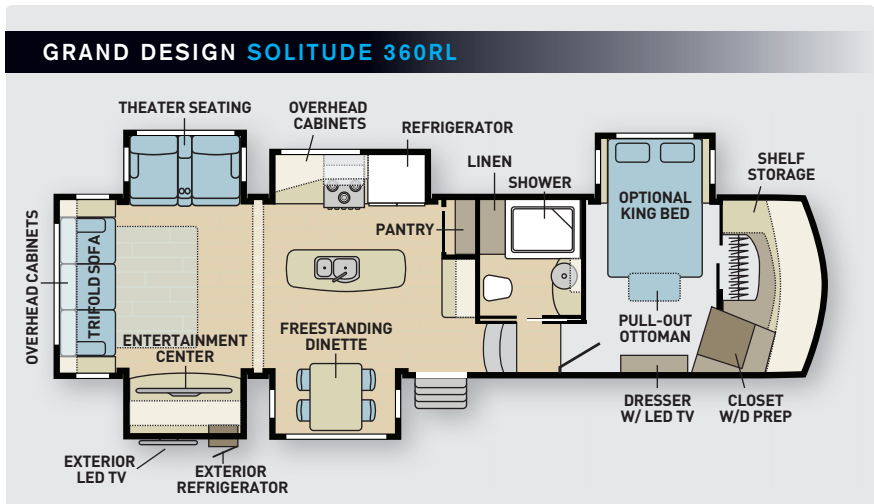 GRAND DESIGN SOLITUDE 360RL
THEATER SEATING
OVERHEAD
CABINETS
REFRIGERATOR
LINEN
SHOWER
SHELF
STORAGE
OPTIONAL
KING BED
PANTRY
OVERHEAD CABINETS
TRIFOLD SOFA
ENTERTAINMENT
CENTER
FREESTANDING
DINETTE
PULL-OUT
OTTOMAN
DRESSER
W/ LED TV
CLOSET
W/D PREP
EXTERIOR
LED TV
EXTERIOR
REFRIGERATOR